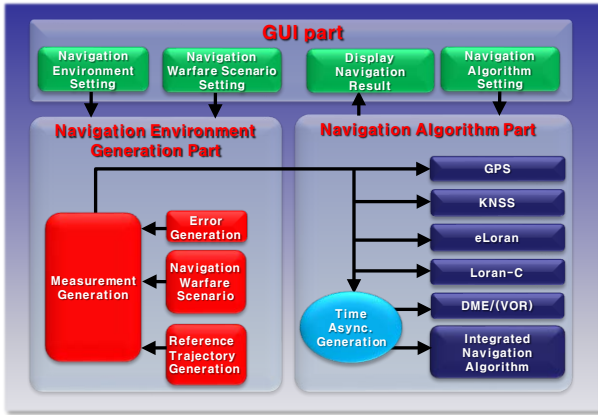 GUI part
Navigation
Environment
Setting
Navigation
Warfare Scenario
Setting
Display
Navigation
Result
Navigation
Algorithm
Setting
Navigation Environment
Generation Part
Error
Generation
Measurement
Generation
Navigation
Warfare
Scenario
Reference
Trajectory
Generation
Navigation Algorithm Part
GPS
KNSS
eLoran
Loran-C
Time
Async.
Generation
DME/(VOR)
Integrated
Navigation
Algorithm